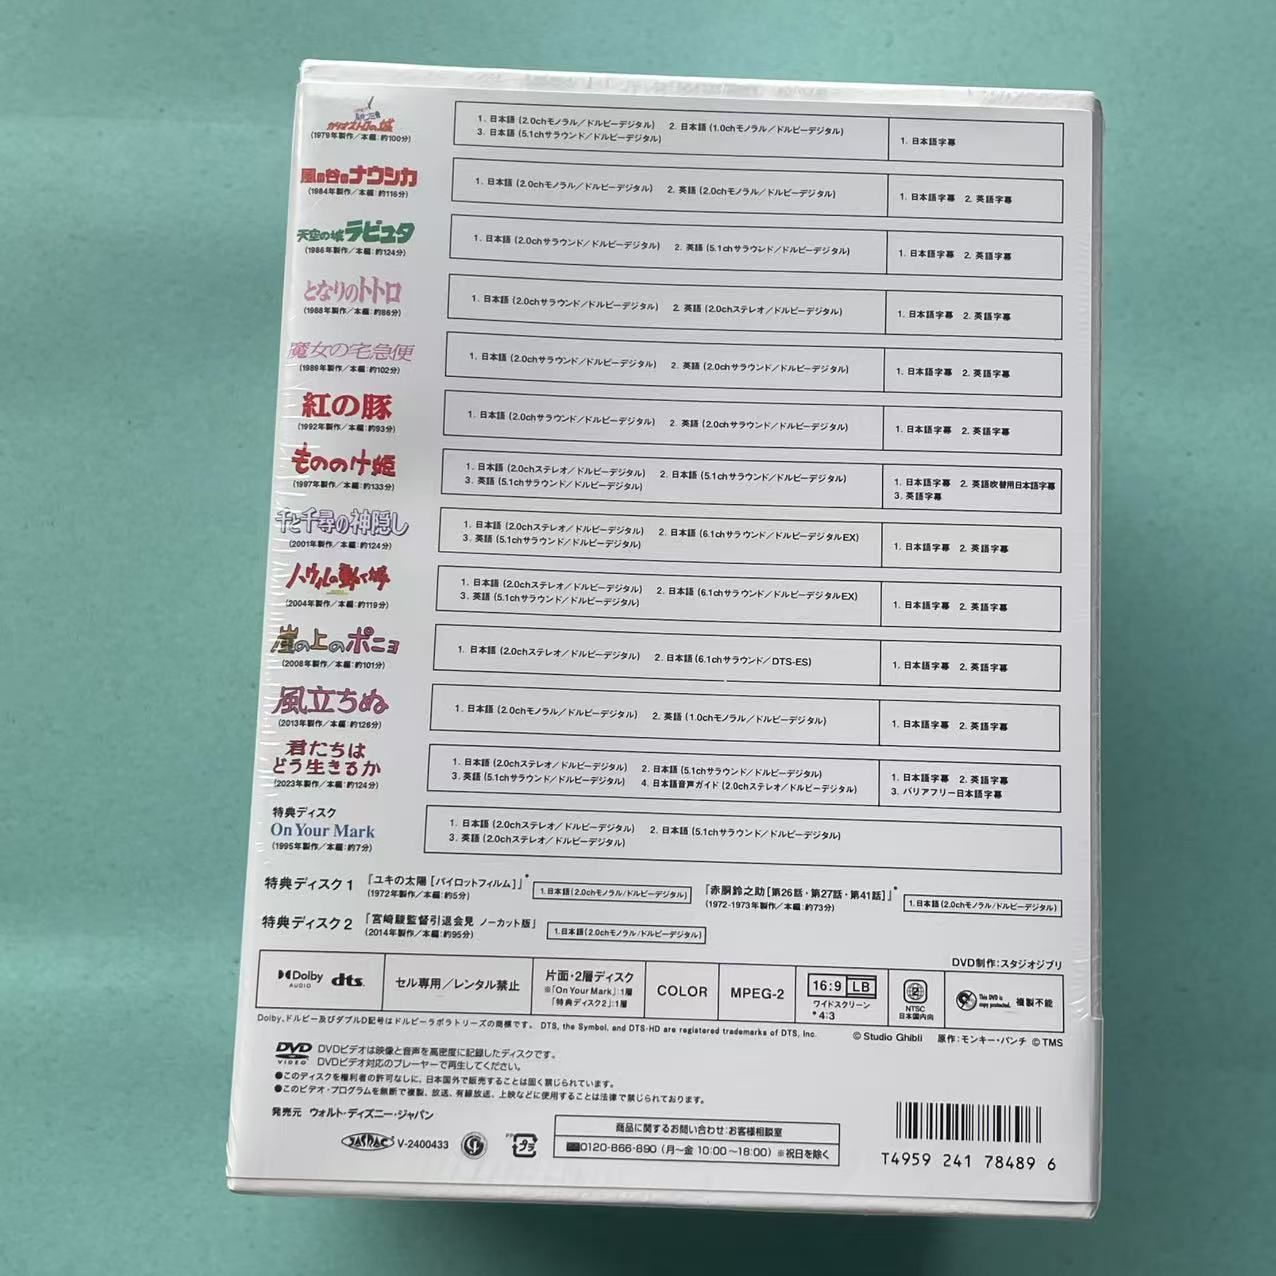 ルパン三世
カリオストロの城
(1979年製作/本編:約100分)
1. 日本語 (2.0chモノラル/ドルビーデジタル) 2. 日本語 (1.0chモノラル/ドルビーデジタル)
3. 日本語 (5.1chサラウンド/ドルビーデジタル)
1. 日本語字幕
風の谷のナウシカ
(1984年製作/本編:約116分)
1. 日本語 (2.0chモノラル/ドルビーデジタル) 2. 英語 (2.0chモノラル/ドルビーデジタル)
1. 日本語字幕 2. 英語字幕
天空の城ラピュタ
(1986年製作/本編:約124分)
1. 日本語 (2.0chサラウンド/ドルビーデジタル) 2. 英語 (5.1chサラウンド/ドルビーデジタル)
1. 日本語字幕 2. 英語字幕
となりのトトロ
(1988年製作/本編:約86分)
1. 日本語 (2.0chサラウンド/ドルビーデジタル) 2. 英語 (2.0chステレオ/ドルビーデジタル)
1. 日本語字幕 2. 英語字幕
魔女の宅急便
(1989年製作/本編:約102分)
1. 日本語 (2.0chサラウンド/ドルビーデジタル) 2. 英語 (2.0chサラウンド/ドルビーデジタル)
1. 日本語字幕 2. 英語字幕
紅の豚
(1992年製作/本編:約93分)
1. 日本語 (2.0chサラウンド/ドルビーデジタル) 2. 英語 (2.0chサラウンド/ドルビーデジタル)
1. 日本語字幕 2. 英語字幕
もののけ姫
(1997年製作/本編:約133分)
1. 日本語 (2.0chステレオ/ドルビーデジタル) 2. 日本語 (5.1chサラウンド/ドルビーデジタル)
3. 英語 (5.1chサラウンド/ドルビーデジタル)
1. 日本語字幕 2. 英語吹替用日本語字幕
3. 英語字幕
千と千尋の神隠し
(2001年製作/本編:約124分)
1. 日本語 (2.0chステレオ/ドルビーデジタル) 2. 日本語 (6.1chサラウンド/ドルビーデジタルEX)
3. 英語 (5.1chサラウンド/ドルビーデジタル)
1. 日本語字幕 2. 英語字幕
ハウルの動く城
(2004年製作/本編:約119分)
1. 日本語 (2.0chステレオ/ドルビーデジタル) 2. 日本語 (6.1chサラウンド/ドルビーデジタルEX)
3. 英語 (5.1chサラウンド/ドルビーデジタル)
1. 日本語字幕 2. 英語字幕
崖の上のポニョ
(2008年製作/本編:約101分)
1. 日本語 (2.0chステレオ/ドルビーデジタル) 2. 日本語 (6.1chサラウンド/DTS-ES)
1. 日本語字幕 2. 英語字幕
風立ちぬ
(2013年製作/本編:約126分)
1. 日本語 (2.0chモノラル/ドルビーデジタル) 2. 英語 (1.0chモノラル/ドルビーデジタル)
1. 日本語字幕 2. 英語字幕
君たちは
どう生きるか
(2023年製作/本編:約124分)
1. 日本語 (2.0chステレオ/ドルビーデジタル) 2. 日本語 (5.1chサラウンド/ドルビーデジタル)
3. 英語 (5.1chサラウンド/ドルビーデジタル) 4. 日本語音声ガイド (2.0chステレオ/ドルビーデジタル)
1. 日本語字幕 2. 英語字幕
3. バリアフリー日本語字幕
特典ディスク
On Your Mark
(1995年製作/本編:約7分)
1. 日本語 (2.0chステレオ/ドルビーデジタル) 2. 日本語 (5.1chサラウンド/ドルビーデジタル)
3. 英語 (2.0chステレオ/ドルビーデジタル)
特典ディスク1 『ユキの太陽 [パイロットフィルム]』* 1.日本語(2.0chモノラル/ドルビーデジタル) 『赤胴鈴之助[第26話・第27話・第41話]』* 1.日本語(2.0chモノラル/ドルビーデジタル)
(1972年製作/本編:約5分) (1972-1973年製作/本編:約73分)
特典ディスク2 『宮﨑駿監督引退会見 ノーカット版』 1.日本語(2.0chモノラル/ドルビーデジタル)
(2014年製作/本編:約95分)
DVD制作:スタジオジブリ
Dolby AUDIO
dts
セル専用/レンタル禁止
片面・2層ディスク
※「On Your Mark」:1層
「特典ディスク2」:1層
COLOR
MPEG-2
16:9 LB
ワイドスクリーン
*4:3
2
NTSC
日本国内向
This DVD is copy protected.
複製不能
Dolby、ドルビー及びダブルD記号はドルビーラボラトリーズの商標です。 DTS, the Symbol, and DTS-HD are registered trademarks of DTS, Inc.
© Studio Ghibli 原作:モンキー・パンチ © TMS
DVD VIDEO
DVDビデオは映像と音声を高密度に記録したディスクです。
DVDビデオ対応のプレーヤーで再生してください。
●このディスクを権利者の許可なしに、日本国外で販売することは固く禁じられています。
●このビデオ・プログラムを無断で複製、放送、有線放送、上映などに使用することは法律で禁じられております。
発売元 ウォルト・ディズニー・ジャパン
JASRAC V-2400433
プラ
商品に関するお問い合わせ:お客様相談室
0120-866-890 (月〜金 10:00〜18:00) ※祝日を除く
T4959 241 78489 6